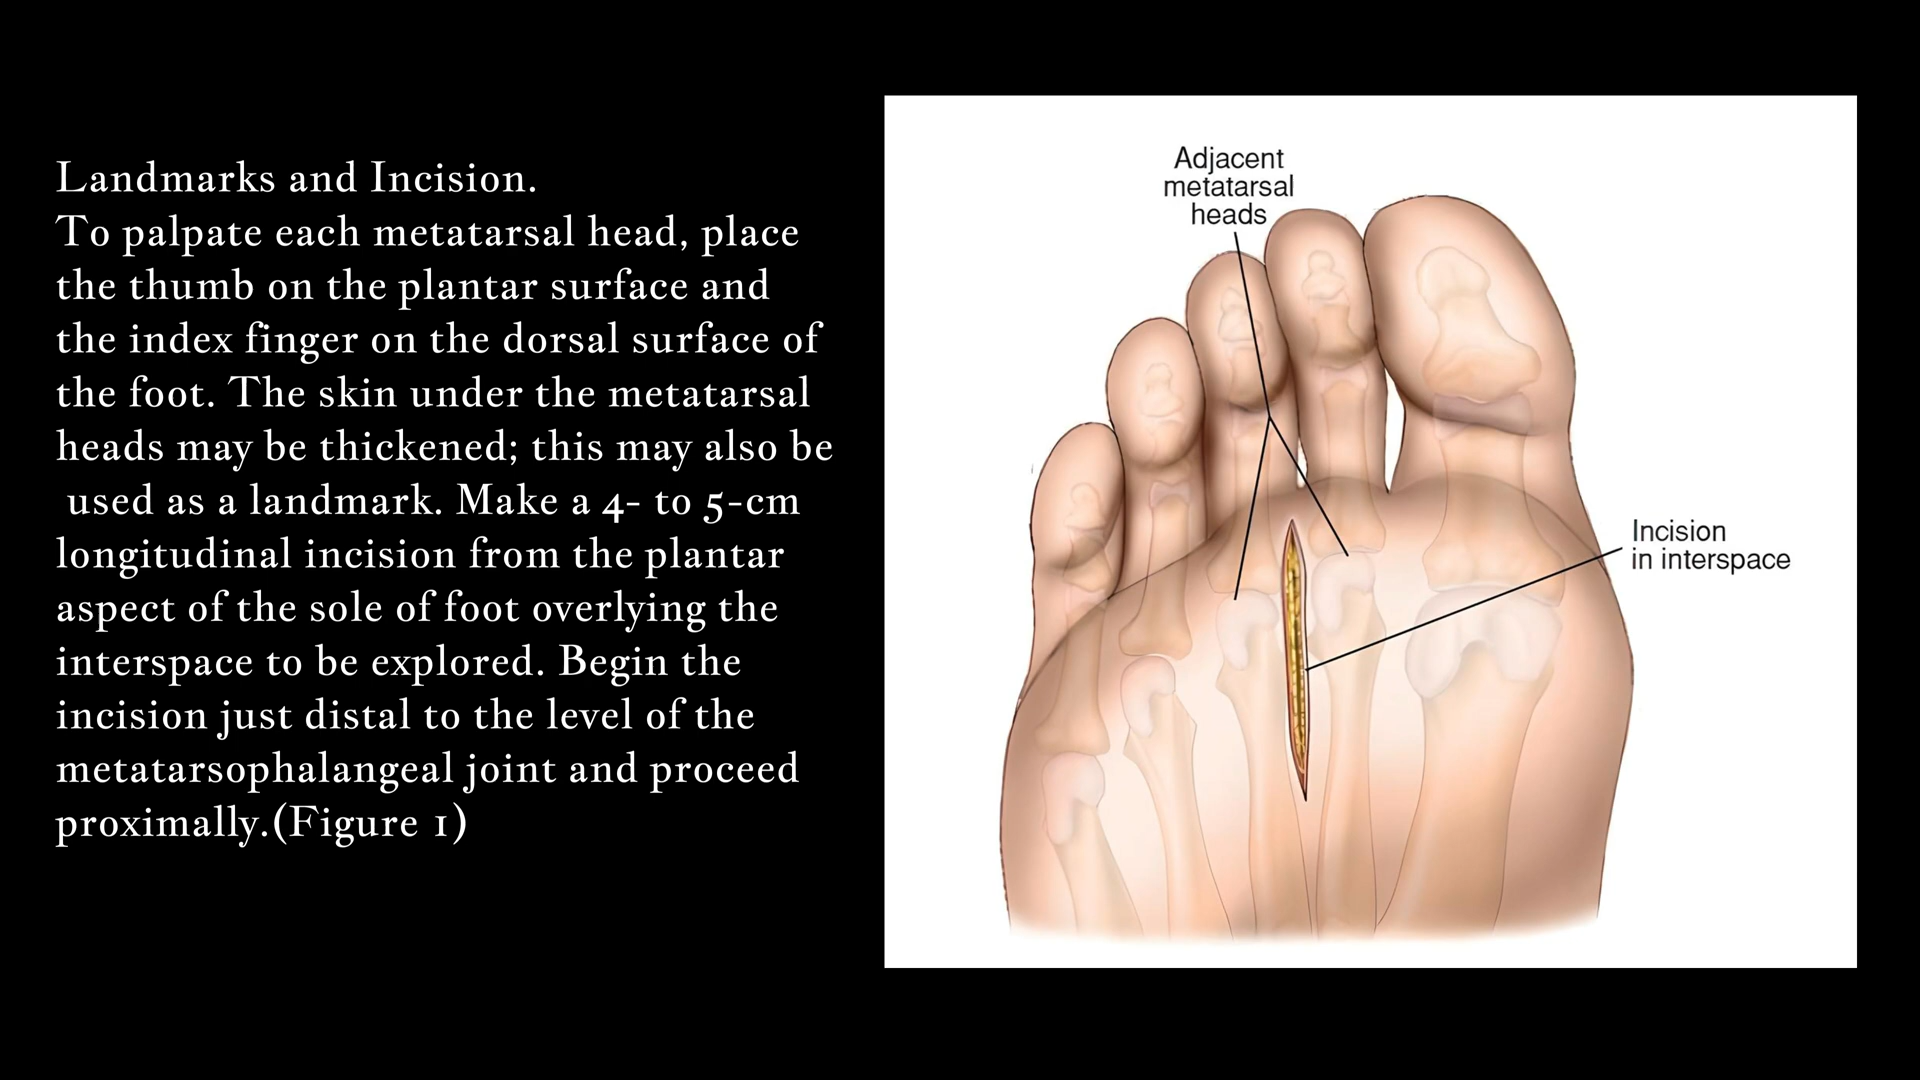 Landmarks and Incision.
To palpate each metatarsal head, place
the thumb on the plantar surface and
the index finger on the dorsal surface of
the foot. The skin under the metatarsal
heads may be thickened; this may also be
used as a landmark. Make a 4- to 5-cm
longitudinal incision from the plantar
aspect of the sole of foot overlying the
interspace to be explored. Begin the
incision just distal to the level of the
metatarsophalangeal joint and proceed
proximally.(Figure 1)
Adjacent
metatarsal
heads
Incision
in interspace